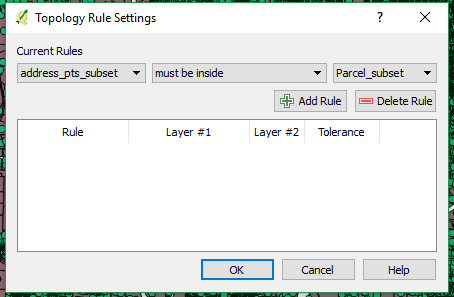 Topology Rule Settings
?
Current Rules
address_pts_subset must be inside Parcel_subset
Add Rule Delete Rule
Rule Layer #1 Layer #2 Tolerance
OK Cancel Help